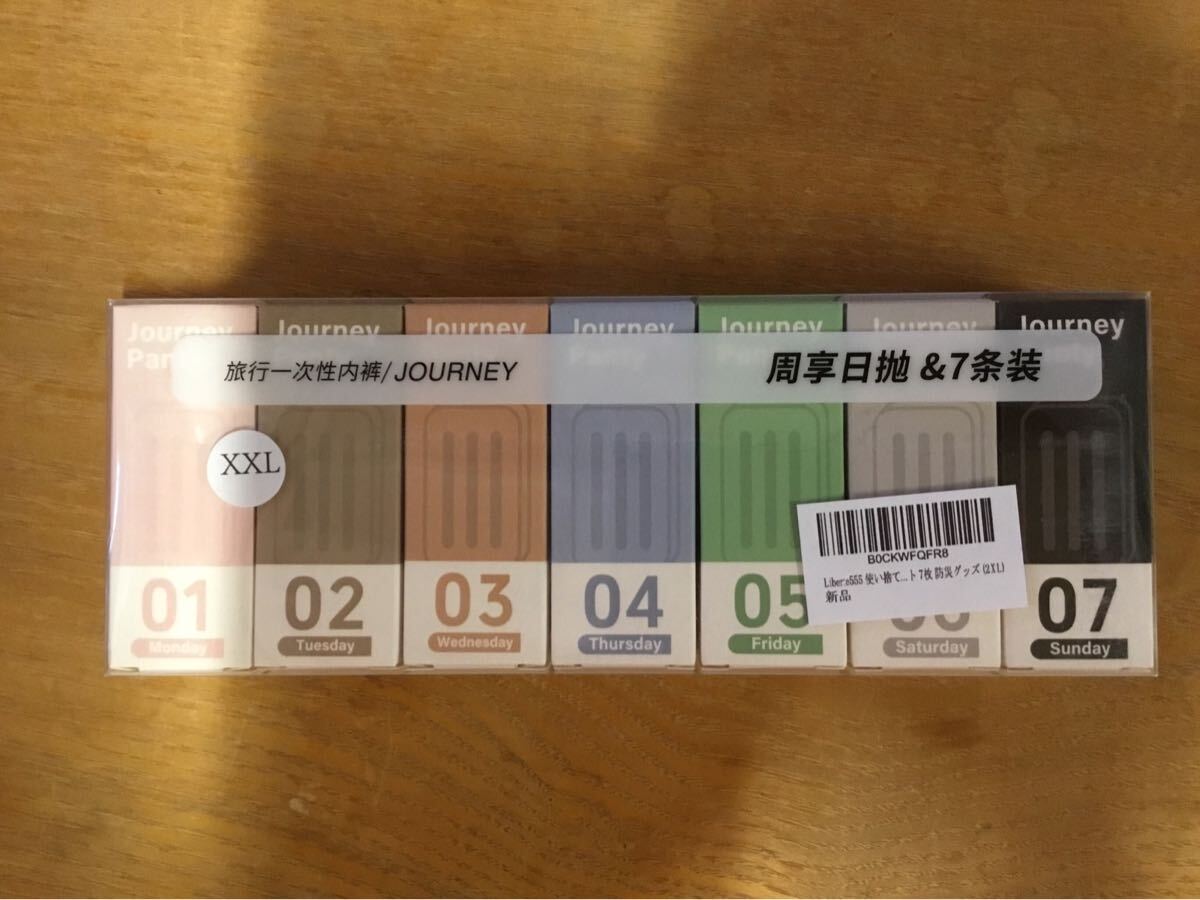 Journey
Journey
Journey
Journey
Journey
Journey
Journey
旅行一次性内裤/JOURNEY
周享日抛 &7条装
XXL
B0CKWFQFR8
Liber:e555 使い捨て...ト 7枚 防災グッズ (2XL)
新品
01
Monday
02
Tuesday
03
Wednesday
04
Thursday
05
Friday
Saturday
07
Sunday